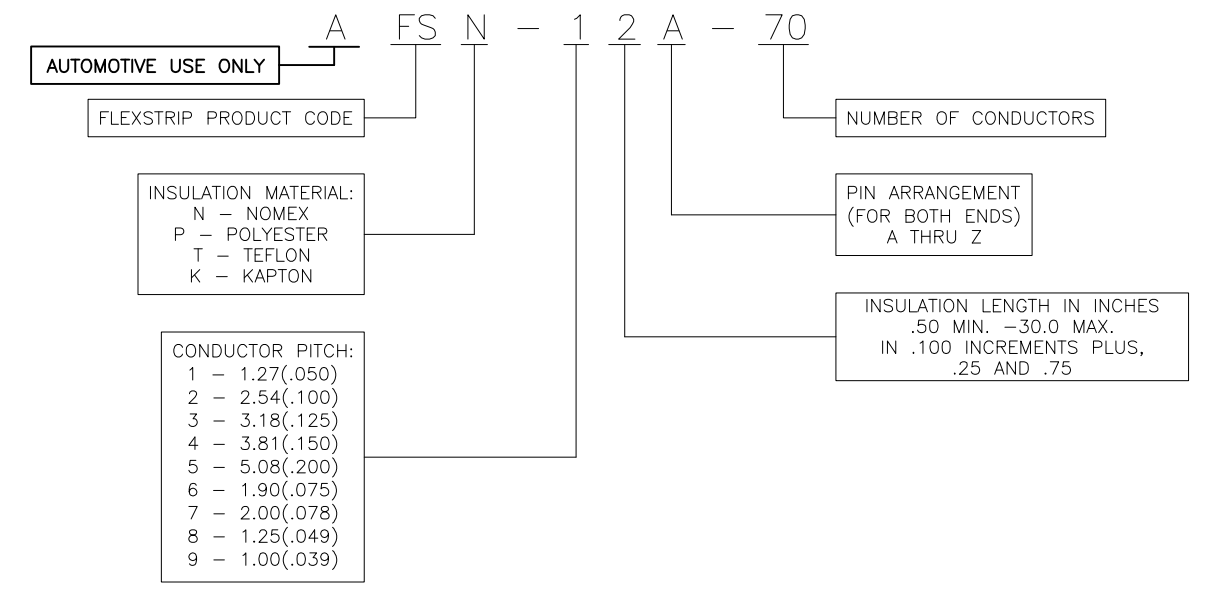 A FS N - 1 2 A - 70
AUTOMOTIVE USE ONLY
FLEXSTRIP PRODUCT CODE
NUMBER OF CONDUCTORS
INSULATION MATERIAL:
N - NOMEX
P - POLYESTER
T - TEFLON
K - KAPTON
PIN ARRANGEMENT
(FOR BOTH ENDS)
A THRU Z
INSULATION LENGTH IN INCHES
.50 MIN. -30.0 MAX.
IN .100 INCREMENTS PLUS,
.25 AND .75
CONDUCTOR PITCH:
1 - 1.27(.050)
2 - 2.54(.100)
3 - 3.18(.125)
4 - 3.81(.150)
5 - 5.08(.200)
6 - 1.90(.075)
7 - 2.00(.078)
8 - 1.25(.049)
9 - 1.00(.039)